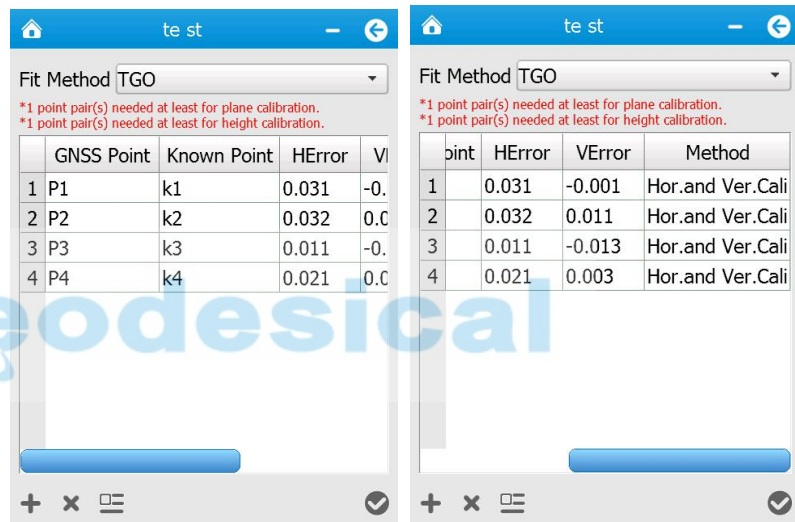 te st
Fit Method TGO
*1 point pair(s) needed at least for plane calibration.
*1 point pair(s) needed at least for height calibration.
GNSS Point Known Point HError
1 P1 k1 0.031 -0.
2 P2 k2 0.032
3 P3 k3 0.011 -0.
4 P4 k4 0.021
te st
Fit Method TGO
*1 point pair(s) needed at least for plane calibration.
*1 point pair(s) needed at least for height calibration.
oint HError VError Method
1 0.031 -0.001 Hor.and Ver.Cali
2 0.032 0.011 Hor.and Ver.Cali
3 0.011 -0.013 Hor.and Ver.Cali
4 0.021 0.003 Hor.and Ver.Cali
geodesical